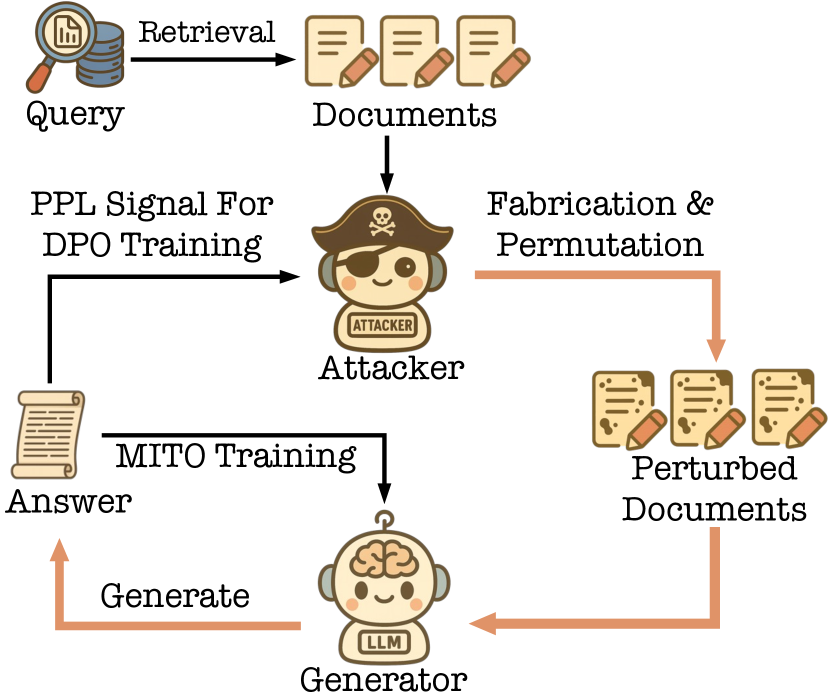 Retrieval
Query
Documents
PPL Signal For
DPO Training
Fabrication &
Permutation
ATTACKER
Attacker
MITO Training
Answer
Perturbed
Documents
Generate
LLM
Generator